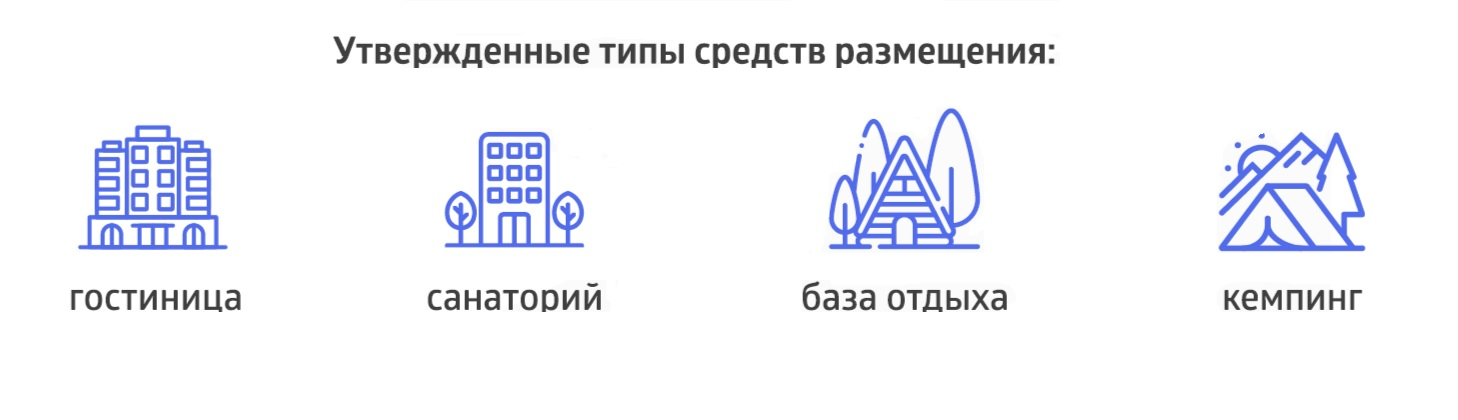 Утвержденные типы средств размещения:
гостиница санаторий база отдыха кемпинг